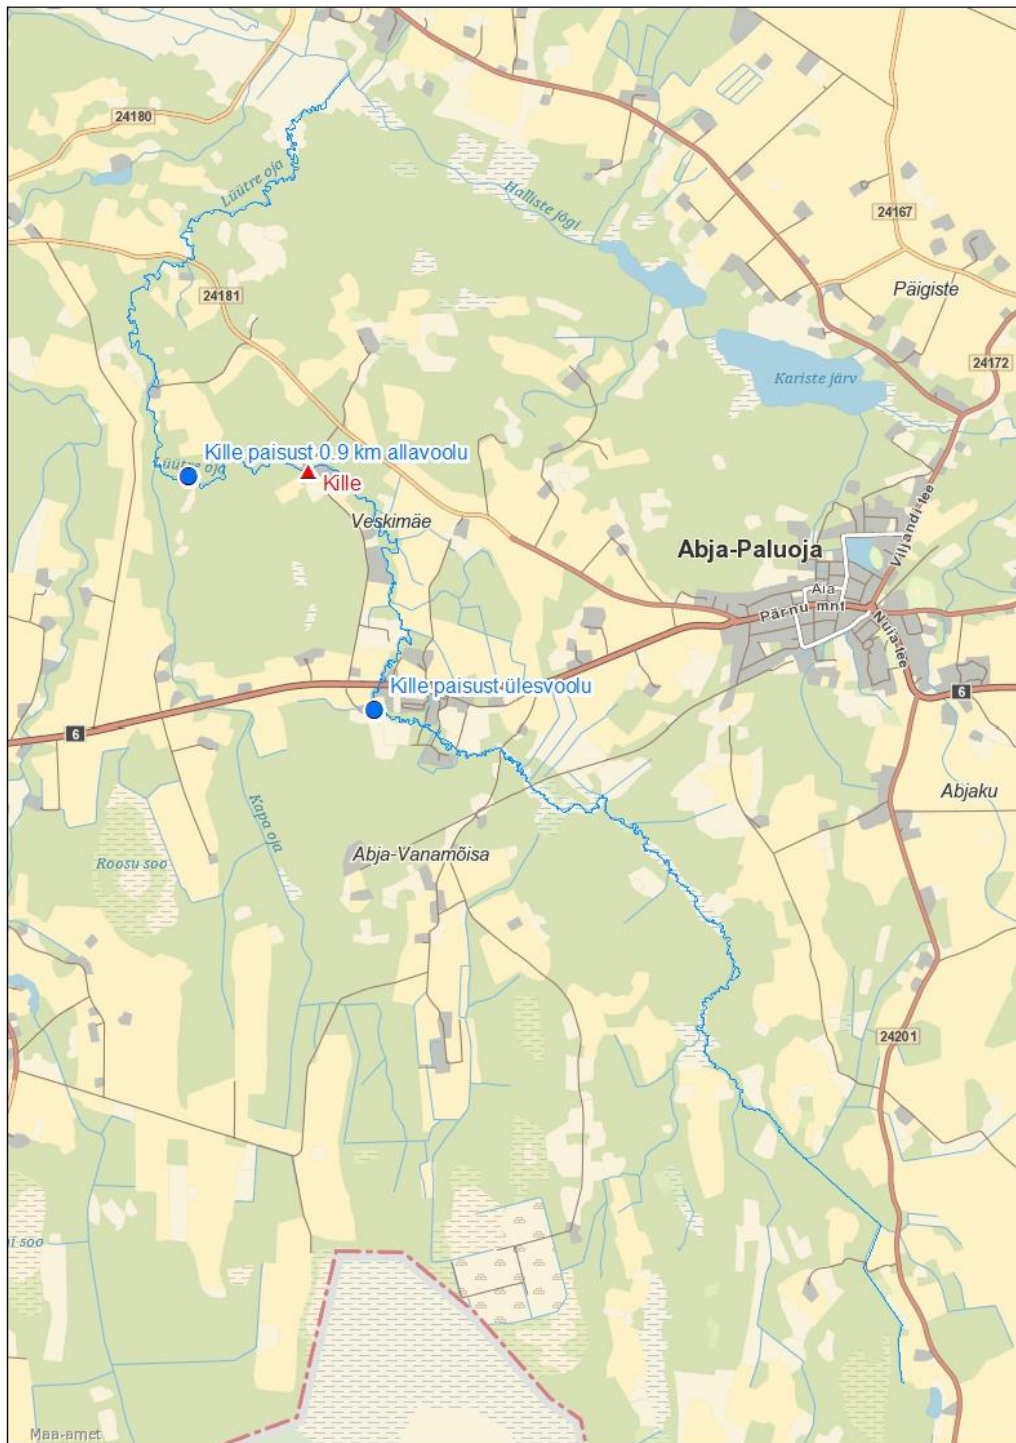 24180
Lüütre oja
Halliste jõgi
24167
24181
Päigiste
24172
Kariste järv
Kille paisust 0.9 km allavoolu
Lüütre oja
Kille
Veskimäe
Viljandi tee
Abja-Paluoja
Aia
Pärnu mnt
Nuia tee
Kille paisust ülesvoolu
6
6
Kapa oja
Abjaku
Roosu soo
Abja-Vanamõisa
24201
soo
Maa-amet